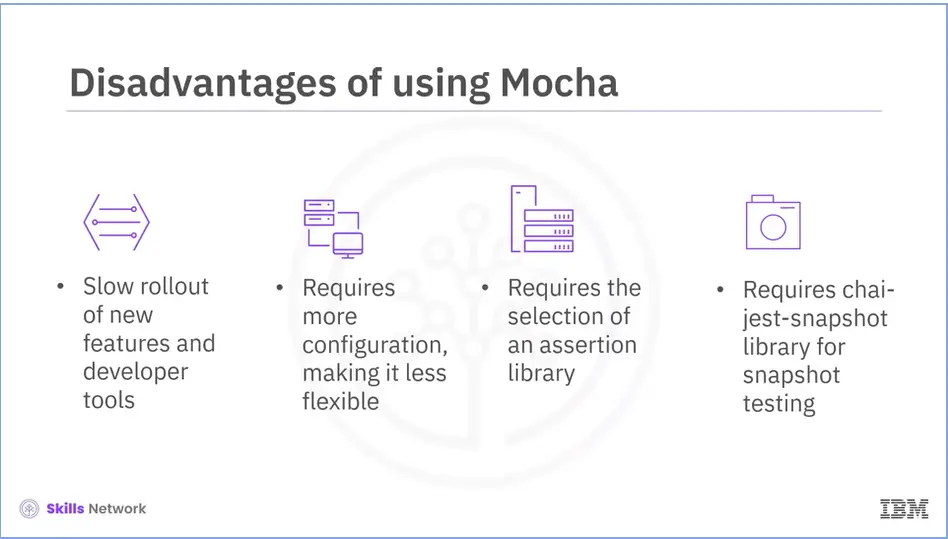 Disadvantages of using Mocha
• Slow rollout
of new
features and
developer
tools
• Requires
more
configuration,
making it less
flexible
• Requires the
selection of
an assertion
library
• Requires chai-
jest-snapshot
library for
snapshot
testing
Skills Network
IBM